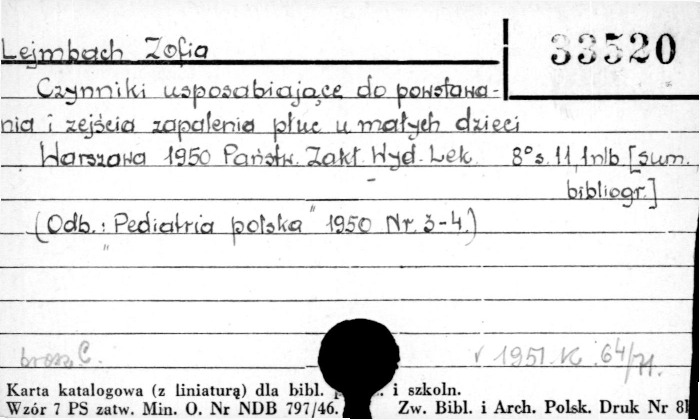 Lejmbach Zofia
33520
Czynniki usposabiające do powstawa-
nia i zejścia zapalenia płuc u małych dzieci
Warszawa 1950 Państw. Zakł. Wyd. Lek. 8° s. 11, 1nlb. [sum.
bibliogr.]
(Odb.: "Pediatria polska" 1950 Nr. 3-4.)
brosz. C.
1951. K. 64/71.
Karta katalogowa (z liniaturą) dla bibl. i szkoln.
Wzór 7 PS zatw. Min. O. Nr NDB 797/46. Zw. Bibl. i Arch. Polsk. Druk Nr 8